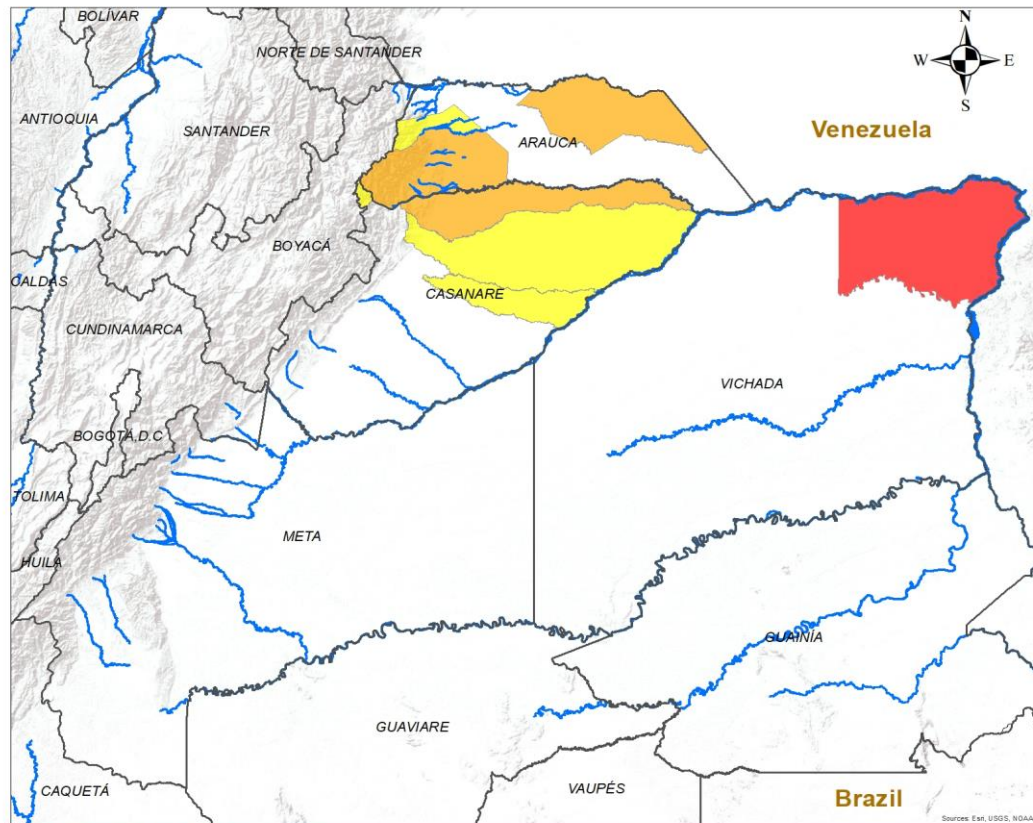 BOLÍVAR
N
NORTE DE SANTANDER
W E
S
ANTIOQUIA
SANTANDER
Venezuela
ARAUCA
BOYACÁ
CALDAS
CASANARE
CUNDINAMARCA
VICHADA
BOGOTÁ,D.C
TOLIMA
META
HUILA
GUAINÍA
GUAVIARE
CAQUETÁ
VAUPÉS
Brazil
Sources: Esri, USGS, NOAA